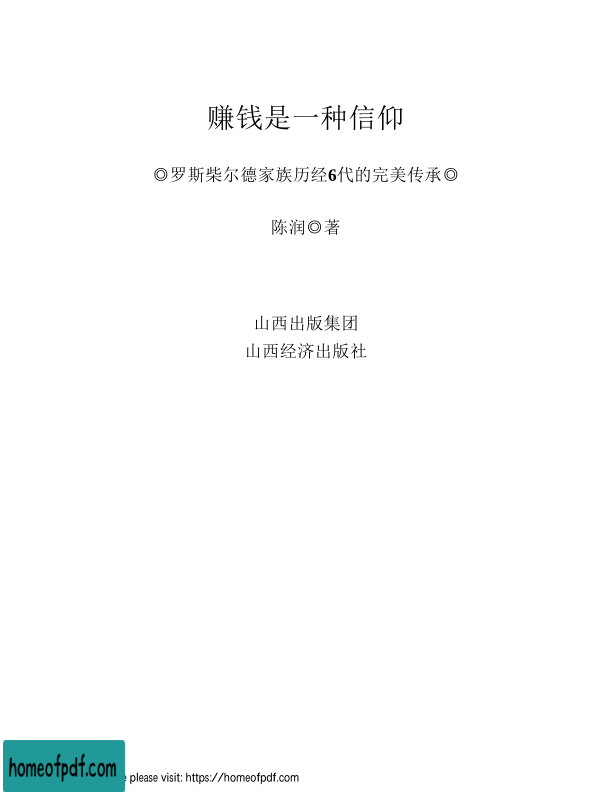 赚钱是一种信仰
◎罗斯柴尔德家族历经6代的完美传承◎
陈润◎著
山西出版集团
山西经济出版社
homeofpdf.com
please visit: https://homeofpdf.com